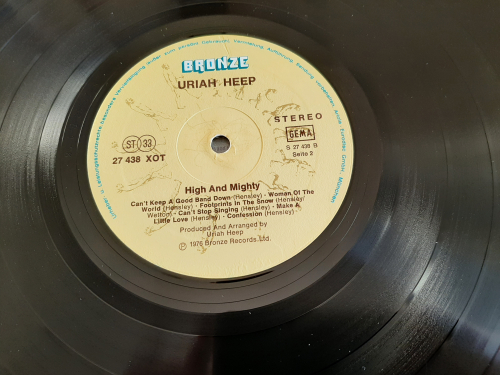 BRONZE
URIAH HEEP
STEREO
ST 33
GEMA
27 438 XOT
S 27 438 B
Seite 2
High And Mighty
Can't Keep A Good Band Down (Hensley) · Woman Of The
World (Hensley) · Footprints In The Snow (Hensley/
Wetton) · Can't Stop Singing (Hensley) · Make A
Little Love (Hensley) · Confession (Hensley)
Produced And Arranged by
Uriah Heep
℗ 1976 Bronze Records Ltd.